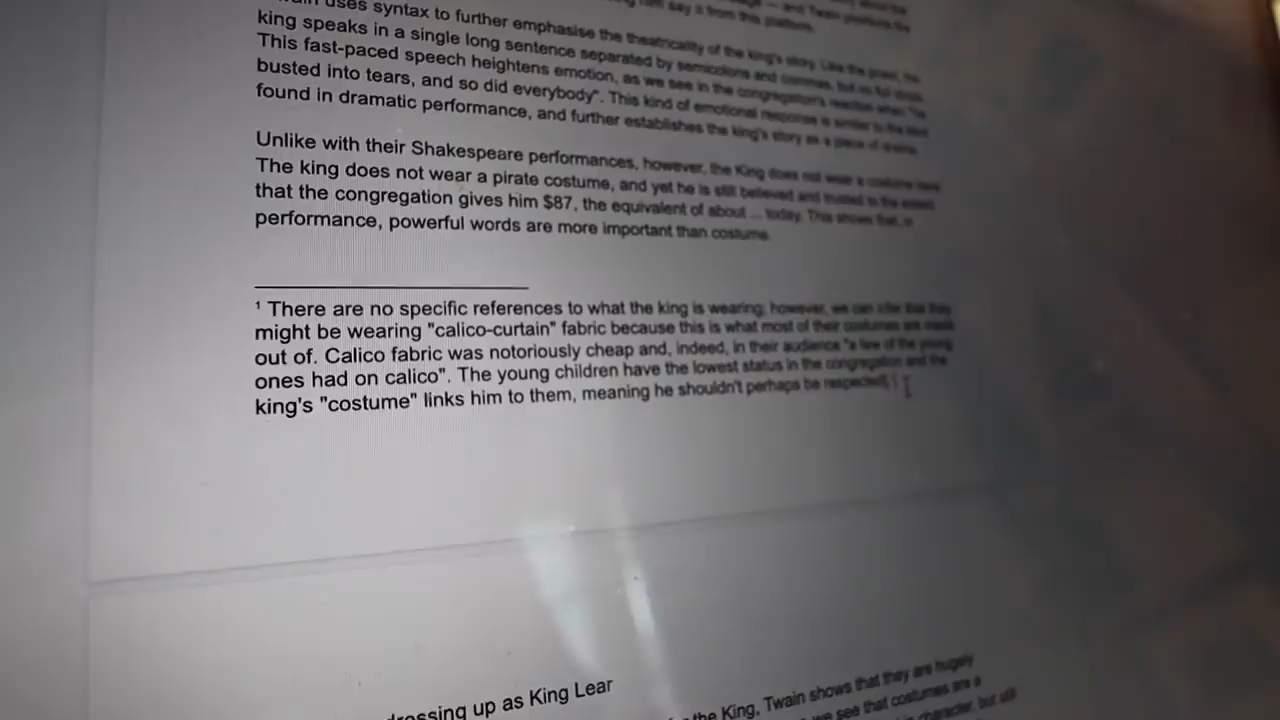 uses syntax to further emphasise the theatricality of the king's story. Like the priest, the
king speaks in a single long sentence separated by semicolons and commas, but no full stops.
This fast-paced speech heightens emotion, as we see in the congregation's reaction when "he
busted into tears, and so did everybody". This kind of emotional response is similar to the kind
found in dramatic performance, and further establishes the king's story as a piece of drama.
Unlike with their Shakespeare performances, however, the King does not wear a costume here.
The king does not wear a pirate costume, and yet he is still believed and trusted to the extent
that the congregation gives him $87, the equivalent of about ... today. This shows that, in
performance, powerful words are more important than costume.
¹ There are no specific references to what the king is wearing; however, we can infer that they
might be wearing "calico-curtain" fabric because this is what most of their costumes are made
out of. Calico fabric was notoriously cheap and, indeed, in their audience "a few of the young
ones had on calico". The young children have the lowest status in the congregation and the
king's "costume" links him to them, meaning he shouldn't perhaps be respected
dressing up as King Lear
the King, Twain shows that they are hugely
we see that costumes are a
character, but still